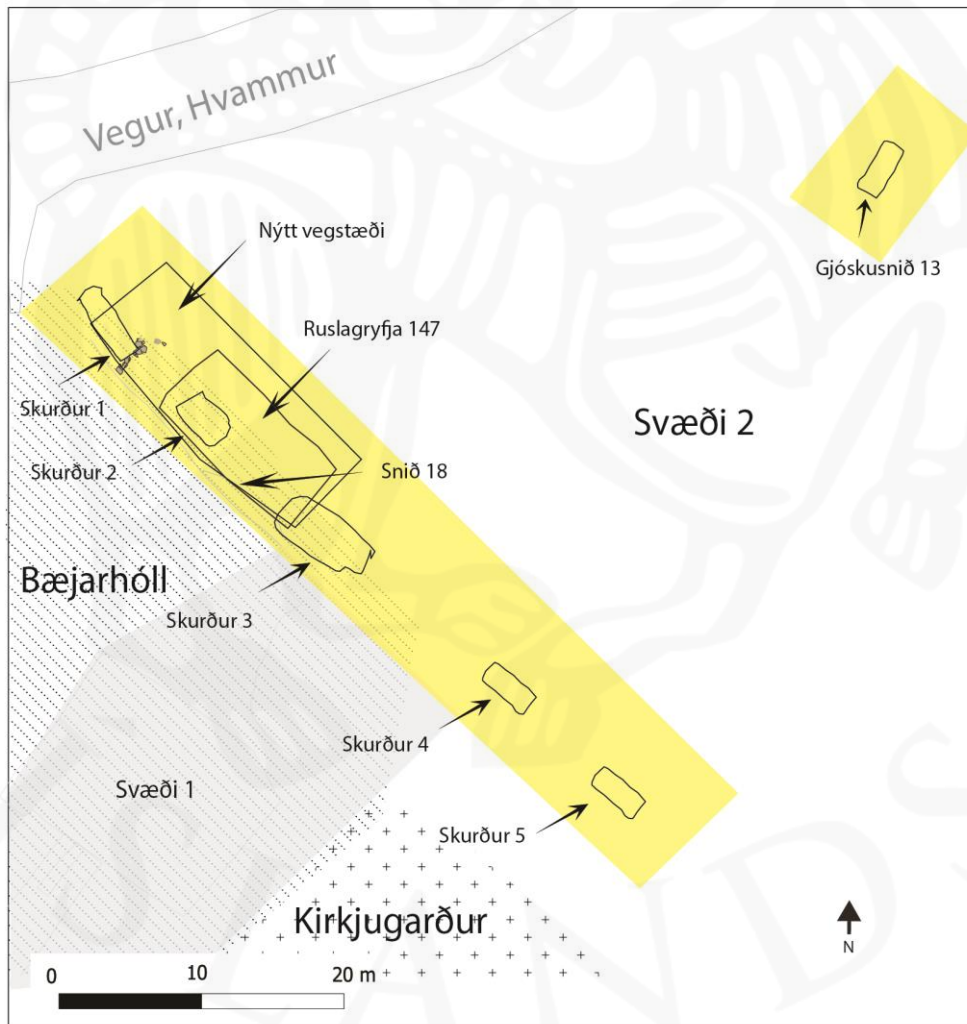 Vegur, Hvammur
Nýtt vegstæði
Gjóskusnið 13
Ruslagryfja 147
Skurður 1
Svæði 2
Skurður 2
Snið 18
Bæjarhóll
Skurður 3
Skurður 4
Svæði 1
Skurður 5
Kirkjugarður
N
0 10 20 m